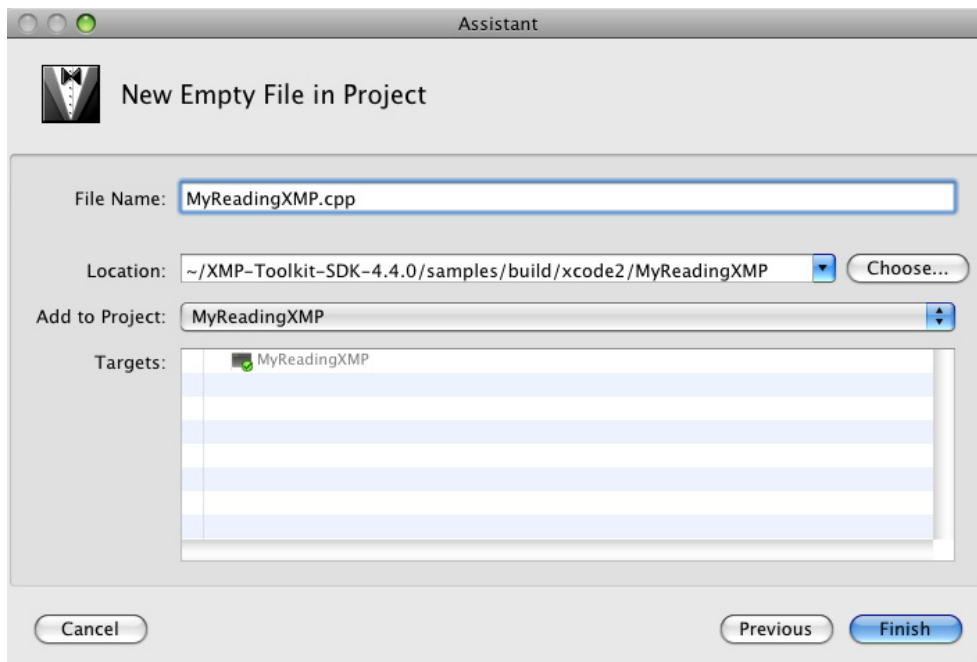 Assistant
New Empty File in Project
File Name: MyReadingXMP.cpp
Location: ~/XMP-Toolkit-SDK-4.4.0/samples/build/xcode2/MyReadingXMP Choose...
Add to Project: MyReadingXMP
Targets: MyReadingXMP
Cancel Previous Finish